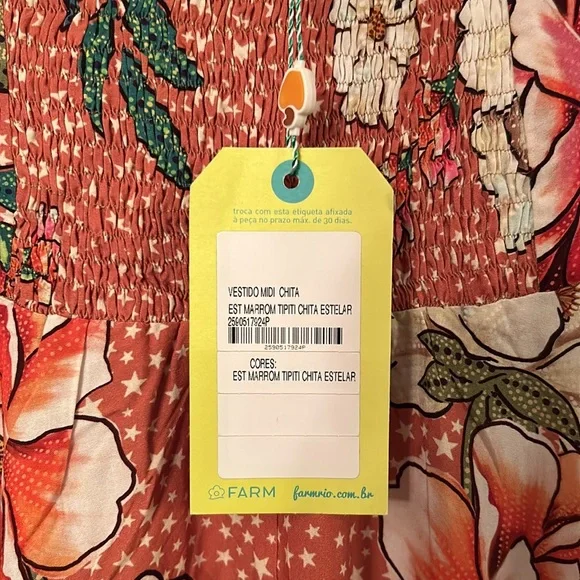 troca com esta etiqueta afixada
à peça no prazo máx. de 30 dias.
VESTIDO MIDI CHITA
EST MARROM TIPITI CHITA ESTELAR
2590517924P
2590517924P
CORES:
EST MARROM TIPITI CHITA ESTELAR
FARM farmrio.com.br